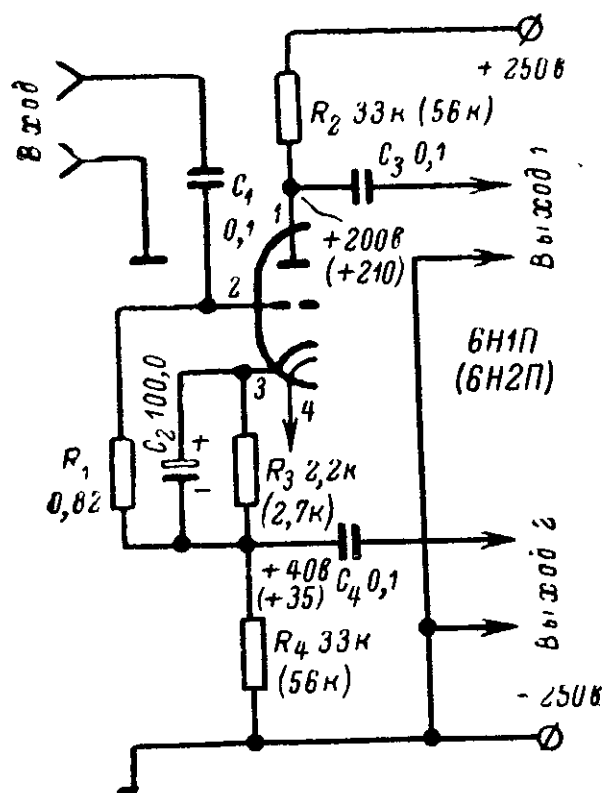 Вход
+ 250в
R2 33к (56к)
C3 0,1
C1
0,1
1
+200в
(+210)
Выход 1
2
6Н1П
(6Н2П)
3
4
C2 100,0
+
-
R1
0,82
R3 2,2к
(2,7к)
+40в
(+35)
C4 0,1
Выход 2
R4 33к
(56к)
- 250в